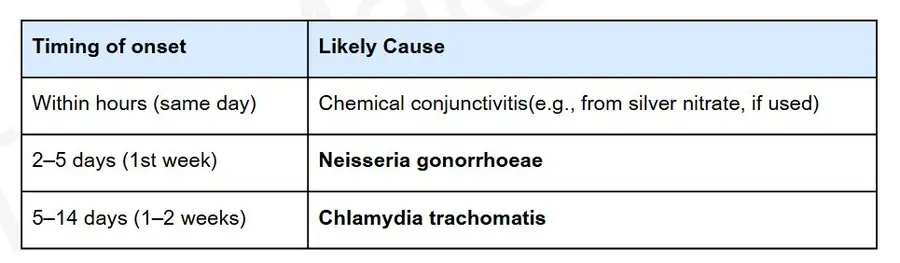 Timing of onset Likely Cause
Within hours (same day) Chemical conjunctivitis(e.g., from silver nitrate, if used)
2–5 days (1st week) Neisseria gonorrhoeae
5–14 days (1–2 weeks) Chlamydia trachomatis